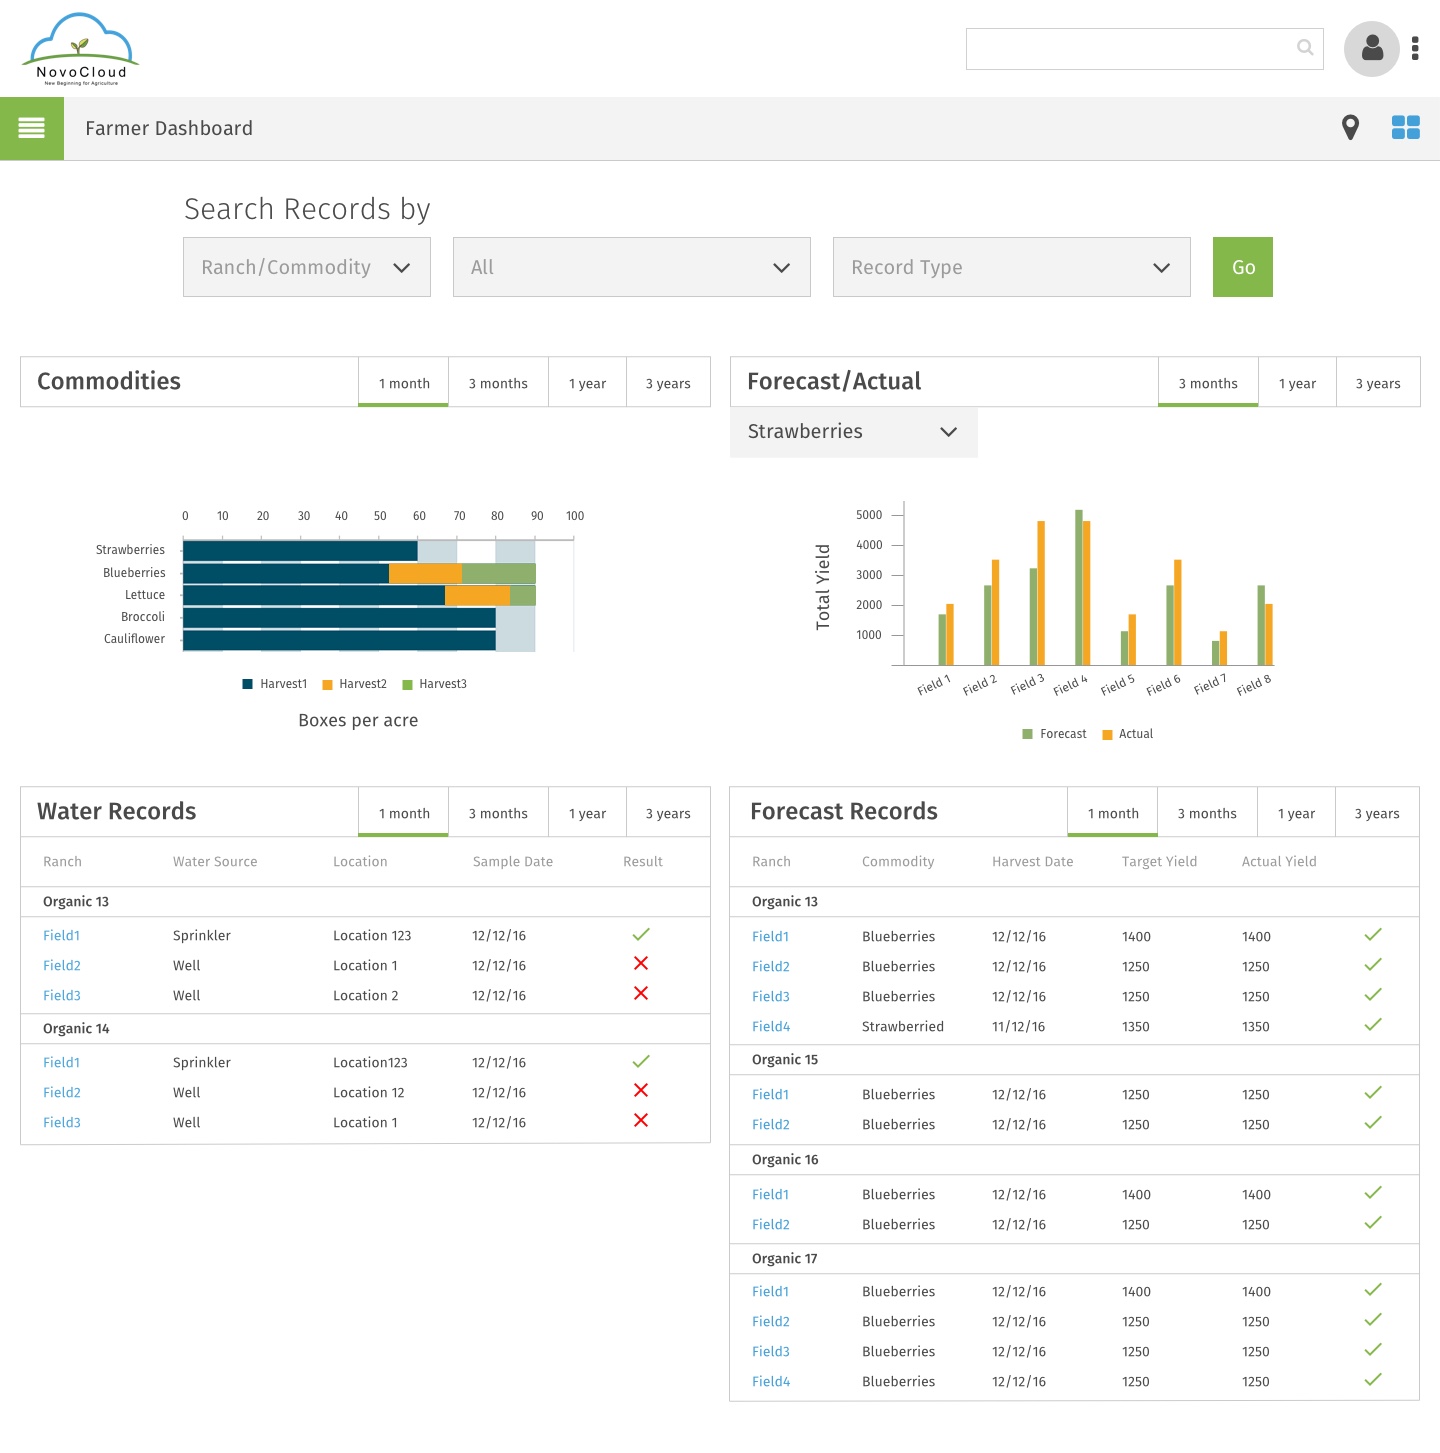 NovoCloud
New Beginning for Agriculture
Farmer Dashboard
Search Records by
Ranch/Commodity All Record Type Go
Commodities 1 month 3 months 1 year 3 years
Forecast/Actual 3 months 1 year 3 years
Strawberries
0 10 20 30 40 50 60 70 80 90 100
Strawberries
Blueberries
Lettuce
Broccoli
Cauliflower
Harvest1 Harvest2 Harvest3
Boxes per acre
Total Yield
5000
4000
3000
2000
1000
Field 1 Field 2 Field 3 Field 4 Field 5 Field 6 Field 7 Field 8
Forecast Actual
Water Records 1 month 3 months 1 year 3 years
Ranch Water Source Location Sample Date Result
Organic 13
Field1 Sprinkler Location 123 12/12/16
Field2 Well Location 1 12/12/16
Field3 Well Location 2 12/12/16
Organic 14
Field1 Sprinkler Location123 12/12/16
Field2 Well Location 12 12/12/16
Field3 Well Location 1 12/12/16
Forecast Records 1 month 3 months 1 year 3 years
Ranch Commodity Harvest Date Target Yield Actual Yield
Organic 13
Field1 Blueberries 12/12/16 1400 1400
Field2 Blueberries 12/12/16 1250 1250
Field3 Blueberries 12/12/16 1250 1250
Field4 Strawberried 11/12/16 1350 1350
Organic 15
Field1 Blueberries 12/12/16 1250 1250
Field2 Blueberries 12/12/16 1250 1250
Organic 16
Field1 Blueberries 12/12/16 1400 1400
Field2 Blueberries 12/12/16 1250 1250
Organic 17
Field1 Blueberries 12/12/16 1400 1400
Field2 Blueberries 12/12/16 1250 1250
Field3 Blueberries 12/12/16 1250 1250
Field4 Blueberries 12/12/16 1250 1250